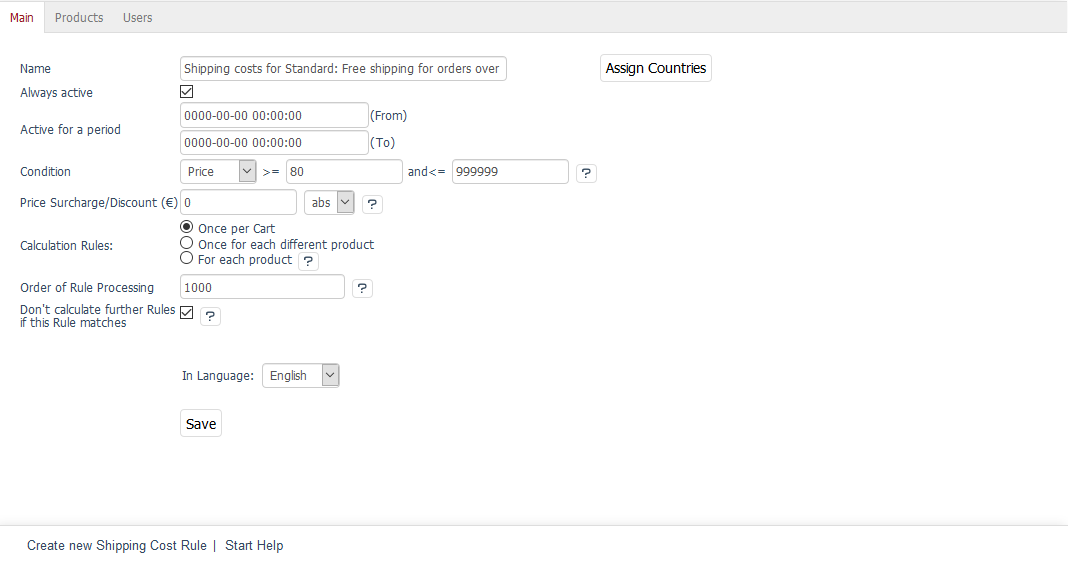 Main Products Users
Name Shipping costs for Standard: Free shipping for orders over Assign Countries
Always active
Active for a period 0000-00-00 00:00:00 (From)
0000-00-00 00:00:00 (To)
Condition Price >= 80 and<= 999999 ?
Price Surcharge/Discount (€) 0 abs ?
Calculation Rules: Once per Cart
Once for each different product
For each product ?
Order of Rule Processing 1000 ?
Don't calculate further Rules
if this Rule matches ?
In Language: English
Save
Create new Shipping Cost Rule | Start Help